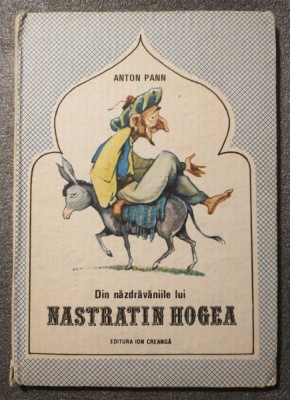 ANTON PANN
Din năzdrăvăniile lui
NASTRATIN HOGEA
EDITURA ION CREANGĂ